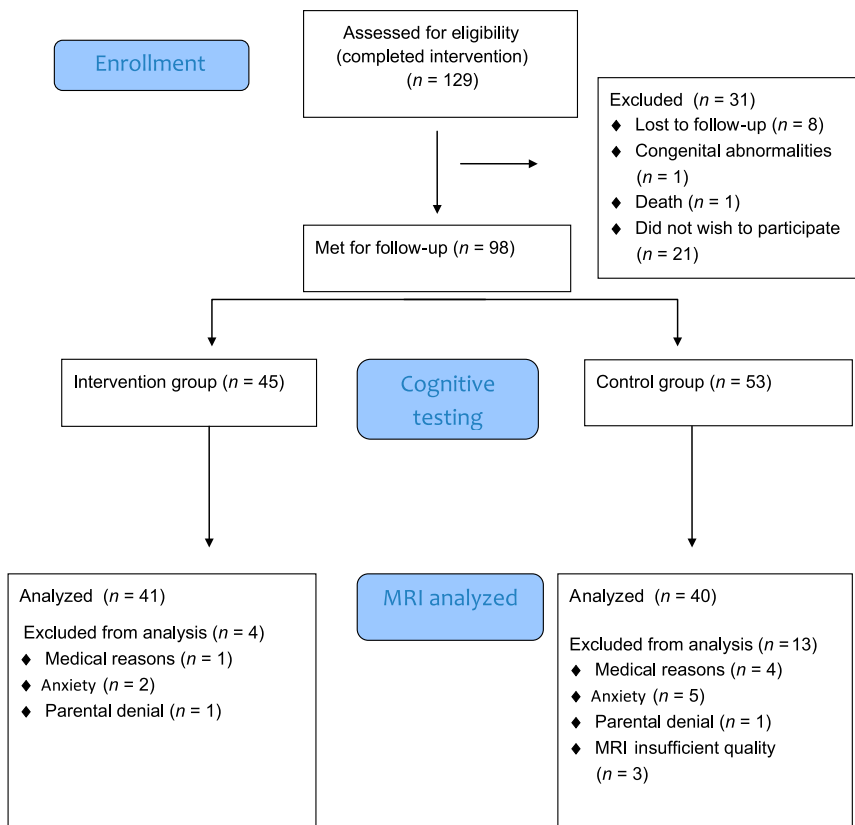 Enrollment
Assessed for eligibility
(completed intervention)
(n = 129)
Excluded (n = 31)
♦ Lost to follow-up (n = 8)
♦ Congenital abnormalities
(n = 1)
♦ Death (n = 1)
♦ Did not wish to participate
(n = 21)
Met for follow-up (n = 98)
Intervention group (n = 45)
Cognitive
testing
Control group (n = 53)
Analyzed (n = 41)
Excluded from analysis (n = 4)
♦ Medical reasons (n = 1)
♦ Anxiety (n = 2)
♦ Parental denial (n = 1)
MRI analyzed
Analyzed (n = 40)
Excluded from analysis (n = 13)
♦ Medical reasons (n = 4)
♦ Anxiety (n = 5)
♦ Parental denial (n = 1)
♦ MRI insufficient quality
(n = 3)